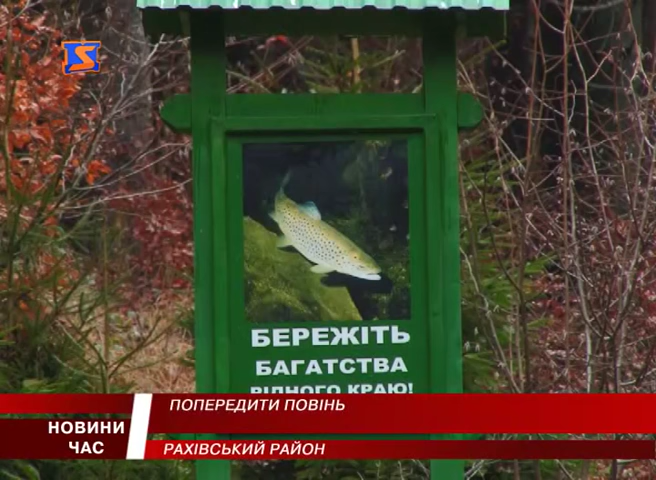 БЕРЕЖІТЬ
БАГАТСТВА
РІДНОГО КРАЮ!
ПОПЕРЕДИТИ ПОВІНЬ
НОВИНИ
ЧАС
РАХІВСЬКИЙ РАЙОН